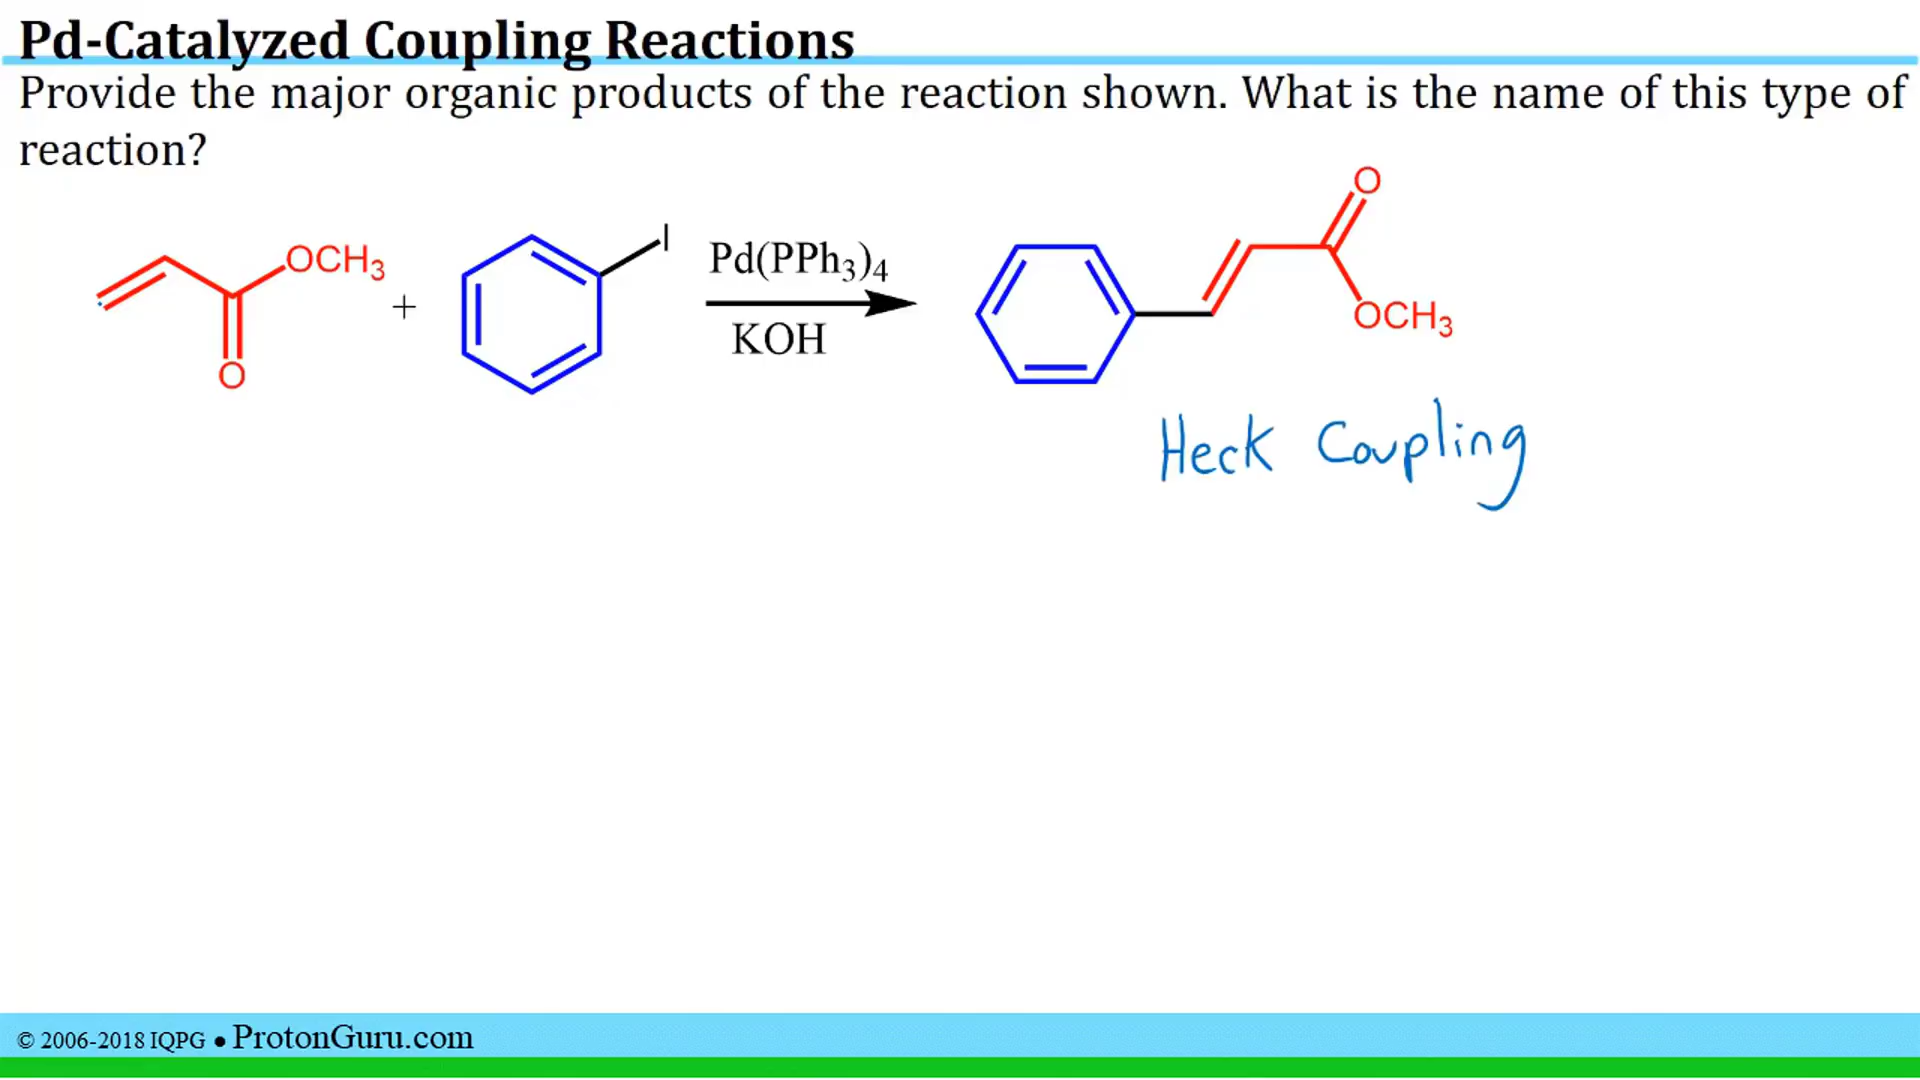 Pd-Catalyzed Coupling Reactions
Provide the major organic products of the reaction shown. What is the name of this type of
reaction?
O
OCH₃
I
Pd(PPh₃)₄
+
KOH
OCH₃
O
Heck Coupling
© 2006-2018 IQPG ● ProtonGuru.com